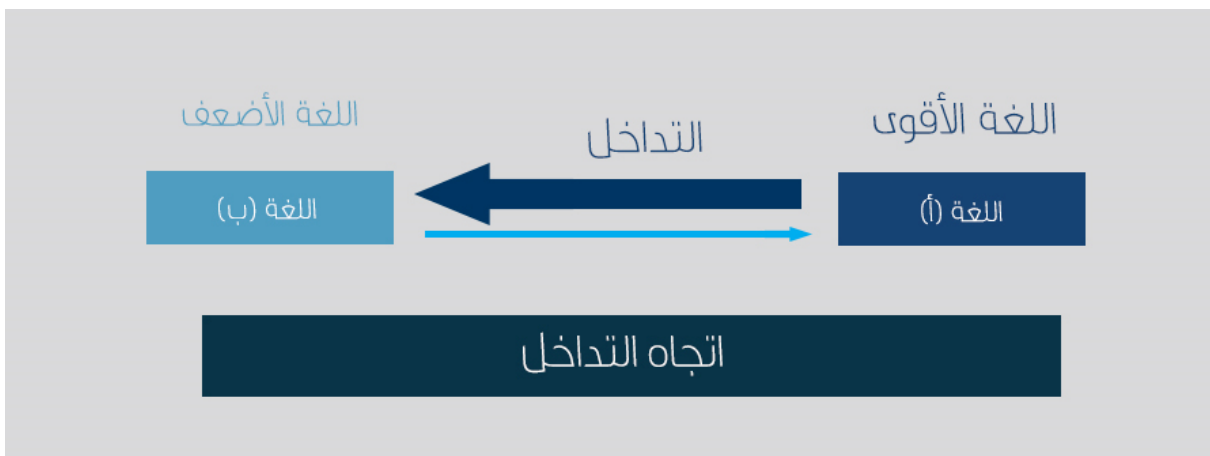 اللغة الأقوى
التداخل
اللغة الأضعف
اللغة (أ)
اللغة (ب)
اتجاه التداخل